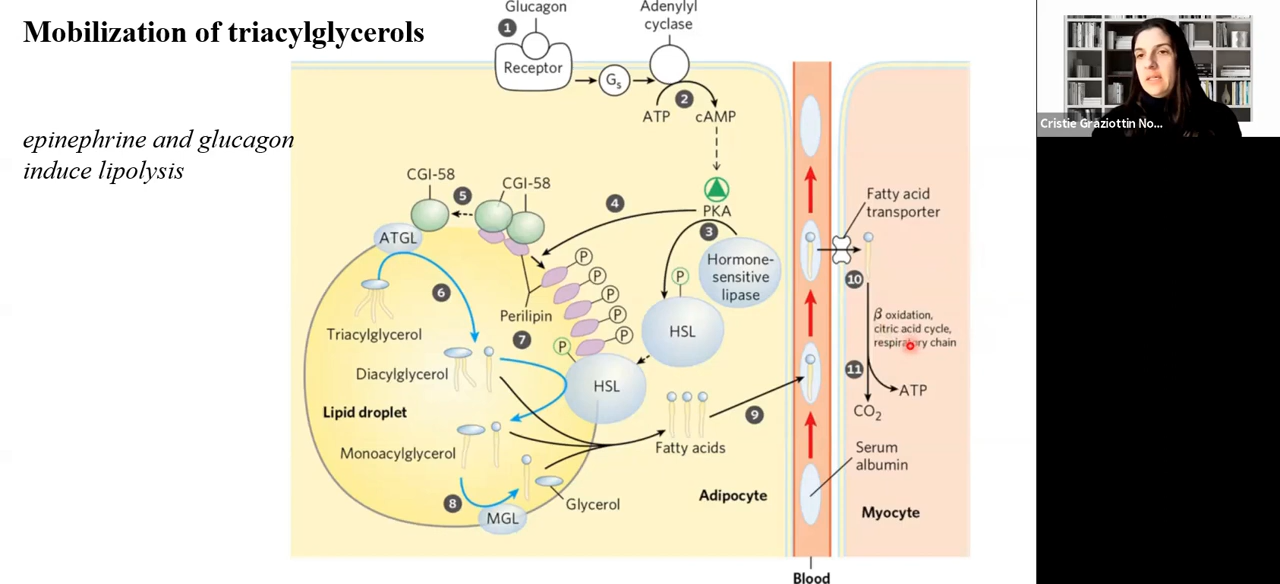 Mobilization of triacylglycerols
epinephrine and glucagon
induce lipolysis
Glucagon
1
Receptor
Gs
Adenylyl
cyclase
2
ATP
cAMP
PKA
3
4
Hormone-
sensitive
lipase
P
HSL
CGI-58
5
CGI-58
ATGL
6
Triacylglycerol
Perilipin
P
P
P
P
P
7
P
HSL
Diacylglycerol
Lipid droplet
Monoacylglycerol
8
MGL
Glycerol
Fatty acids
9
Adipocyte
Fatty acid
transporter
10
β oxidation,
citric acid cycle,
respiratory chain
11
ATP
CO2
Serum
albumin
Myocyte
Blood
Cristie Graziottin No...